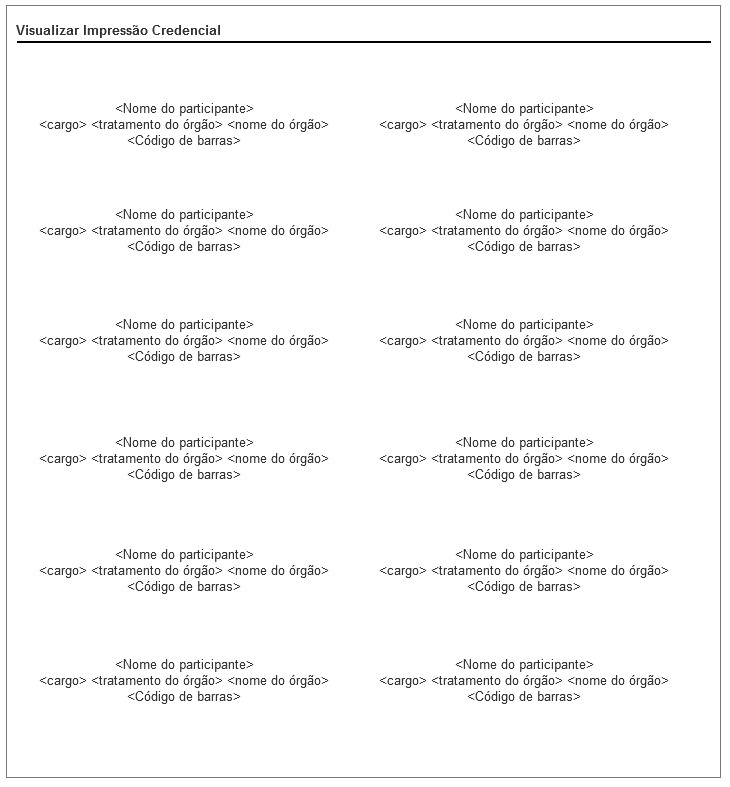 Visualizar Impressão Credencial
<Nome do participante> <Nome do participante>
<cargo> <tratamento do órgão> <nome do órgão> <cargo> <tratamento do órgão> <nome do órgão>
<Código de barras> <Código de barras>
<Nome do participante> <Nome do participante>
<cargo> <tratamento do órgão> <nome do órgão> <cargo> <tratamento do órgão> <nome do órgão>
<Código de barras> <Código de barras>
<Nome do participante> <Nome do participante>
<cargo> <tratamento do órgão> <nome do órgão> <cargo> <tratamento do órgão> <nome do órgão>
<Código de barras> <Código de barras>
<Nome do participante> <Nome do participante>
<cargo> <tratamento do órgão> <nome do órgão> <cargo> <tratamento do órgão> <nome do órgão>
<Código de barras> <Código de barras>
<Nome do participante> <Nome do participante>
<cargo> <tratamento do órgão> <nome do órgão> <cargo> <tratamento do órgão> <nome do órgão>
<Código de barras> <Código de barras>
<Nome do participante> <Nome do participante>
<cargo> <tratamento do órgão> <nome do órgão> <cargo> <tratamento do órgão> <nome do órgão>
<Código de barras> <Código de barras>